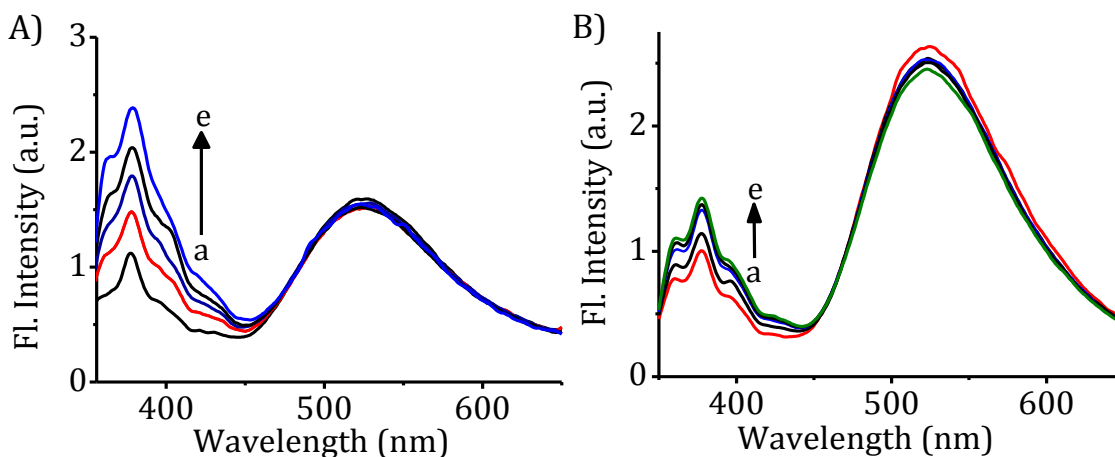 A)
Fl. Intensity (a.u.)
3
2
1
0
e
a
400
500
600
Wavelength (nm)
B)
Fl. Intensity (a.u.)
2
1
0
e
a
400
500
600
Wavelength (nm)